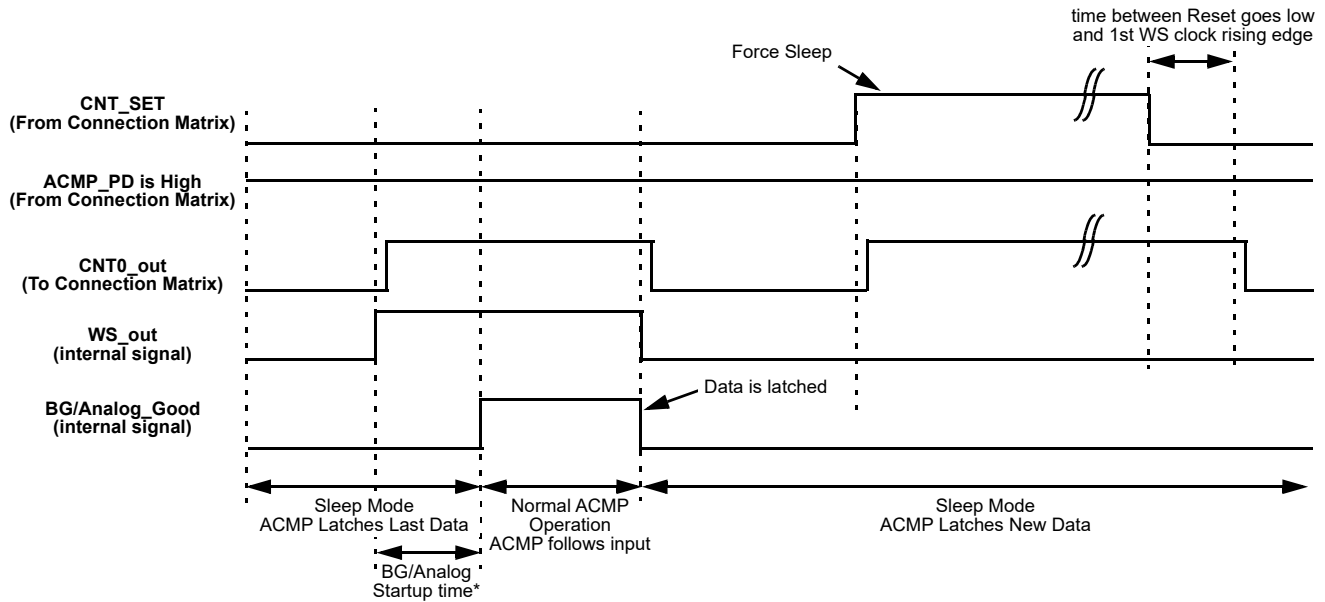 time between Reset goes low
and 1st WS clock rising edge
Force Sleep
CNT_SET
(From Connection Matrix)
ACMP_PD is High
(From Connection Matrix)
CNT0_out
(To Connection Matrix)
WS_out
(internal signal)
Data is latched
BG/Analog_Good
(internal signal)
Sleep Mode
ACMP Latches Last Data
Normal ACMP
Operation
ACMP follows input
Sleep Mode
ACMP Latches New Data
BG/Analog
Startup time*